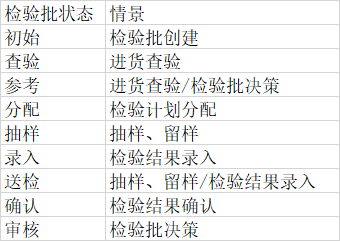 检验批状态 情景
初始 检验批创建
查验 进货查验
参考 进货查验/检验批决策
分配 检验计划分配
抽样 抽样、留样
录入 检验结果录入
送检 抽样、留样/检验结果录入
确认 检验结果确认
审核 检验批决策